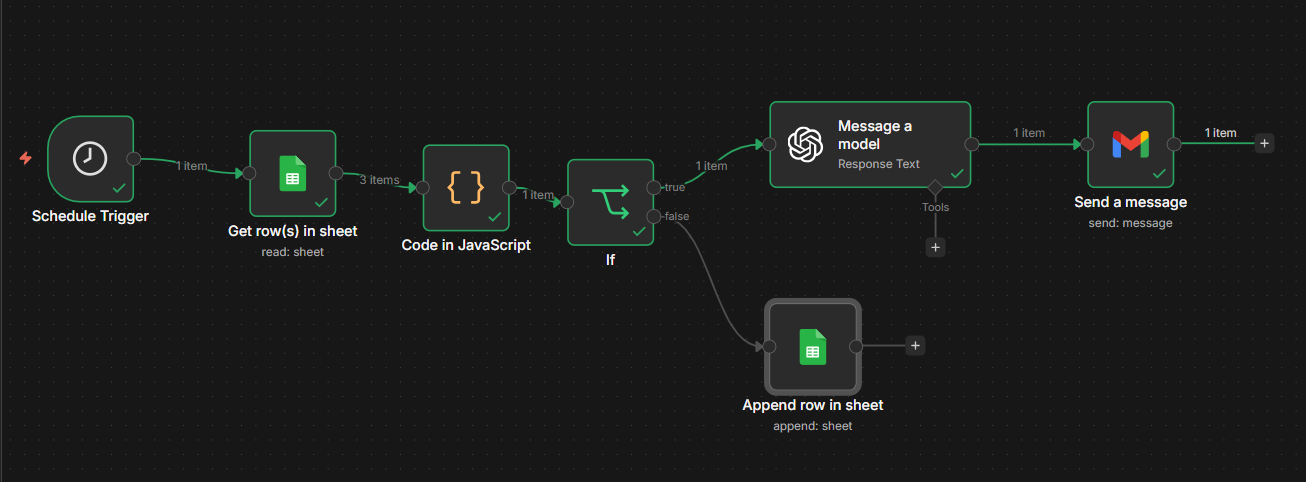 1 item
Schedule Trigger
3 items
Get row(s) in sheet
read: sheet
{ }
1 item
Code in JavaScript
true
false
If
1 item
Message a
model
Response Text
Tools
+
1 item
Send a message
send: message
1 item
+
Append row in sheet
append: sheet
+